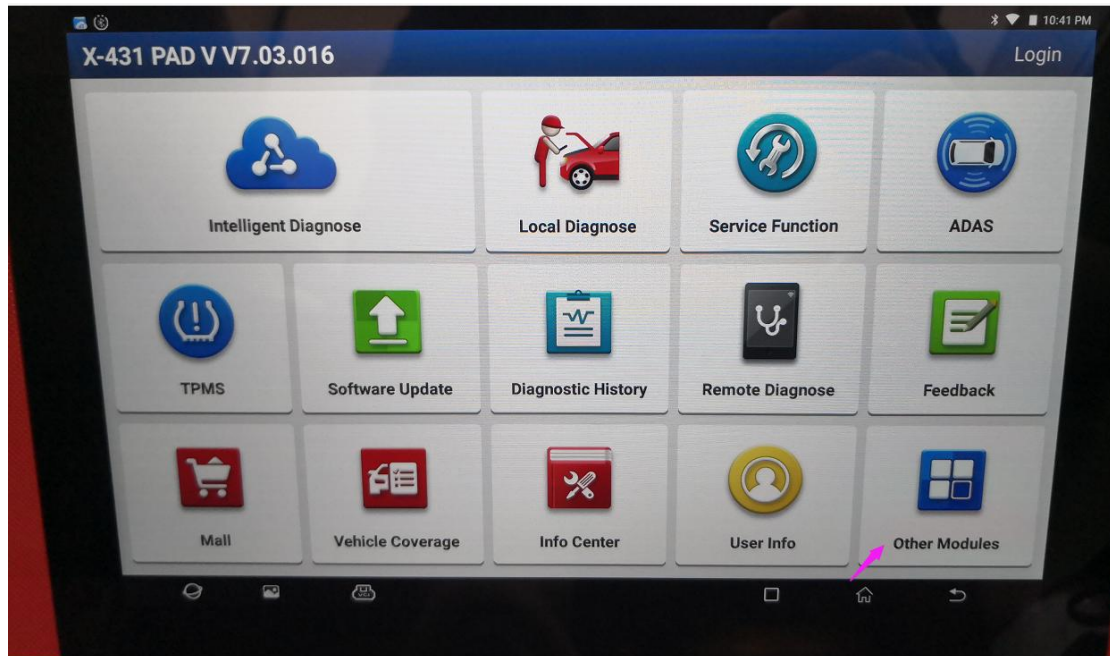 10:41 PM
X-431 PAD V V7.03.016
Login
Intelligent Diagnose
Local Diagnose
Service Function
ADAS
TPMS
Software Update
Diagnostic History
Remote Diagnose
Feedback
Mall
Vehicle Coverage
Info Center
User Info
Other Modules
VCI